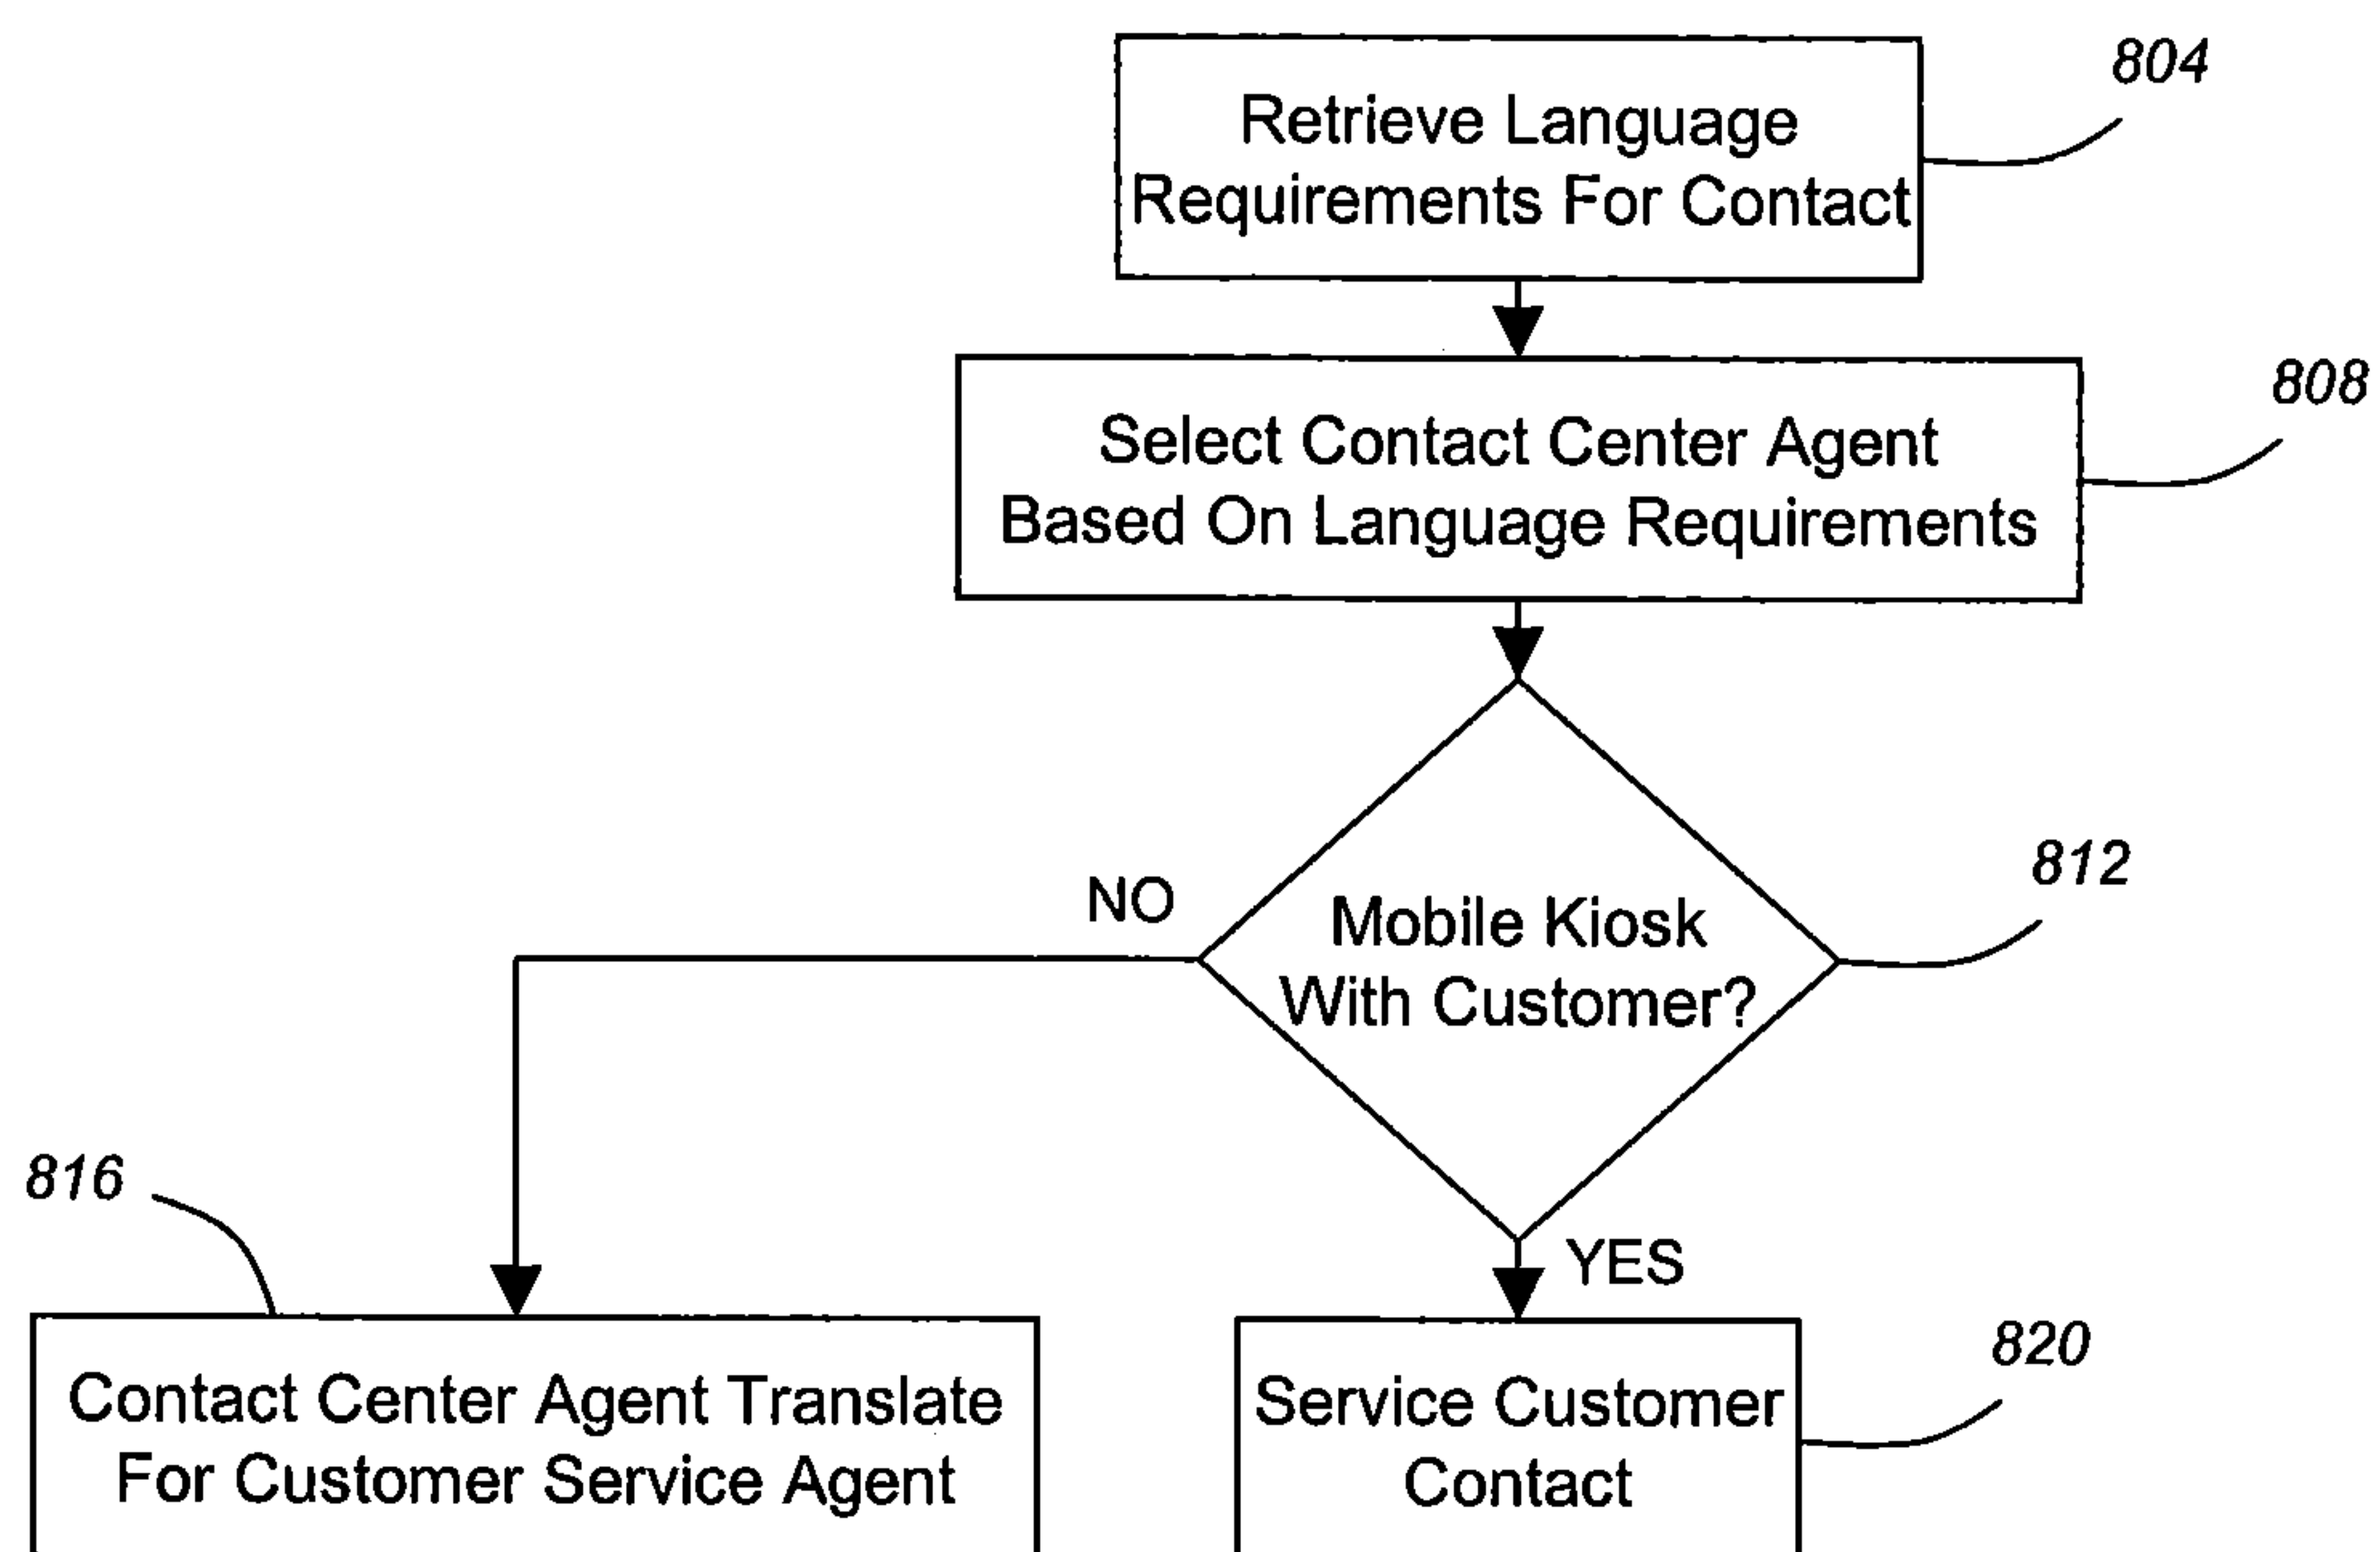 804
Retrieve Language
Requirements For Contact
808
Select Contact Center Agent
Based On Language Requirements
812
NO
Mobile Kiosk
With Customer?
816
YES
820
Contact Center Agent Translate
For Customer Service Agent
Service Customer
Contact